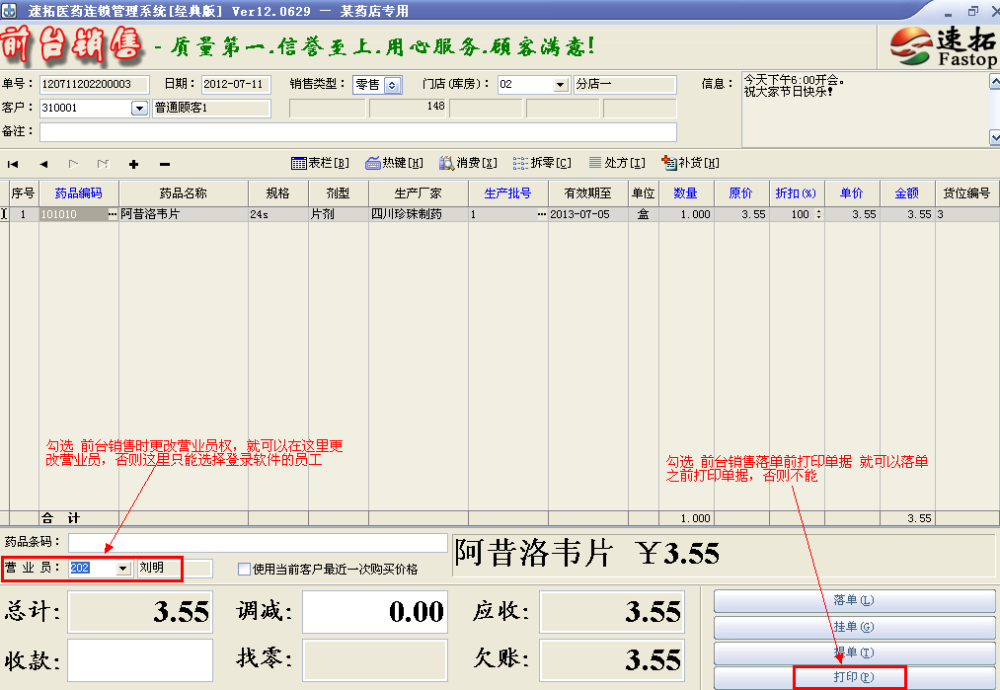 速拓医药连锁管理系统[经典版] Ver12.0629 — 某药店专用
前台销售 - 质量第一.信誉至上.用心服务.顾客满意!
速拓 Fastop
单号: 120711202200003 日期: 2012-07-11 销售类型: 零售 门店(库房): 02 分店一 信息: 今天下午6:00开会。
祝大家节日快乐!
客户: 310001 普通顾客1 148
备注:
表栏[B] 热键[H] 消费[X] 拆零[C] 处方[I] 补货[H]
序号 药品编码 药品名称 规格 剂型 生产厂家 生产批号 有效期至 单位 数量 原价 折扣(%) 单价 金额 货位编号
1 101010 阿昔洛韦片 24s 片剂 四川珍珠制药 1 2013-07-05 盒 1.000 3.55 100 3.55 3.55 3
勾选 前台销售时更改营业员权, 就可以在这里更
改营业员, 否则这里只能选择登录软件的员工
勾选 前台销售落单前打印单据 就可以落单
之前打印单据, 否则不能
合 计 1.000 3.55
药品条码:
阿昔洛韦片 ￥3.55
营 业 员: 202 刘明 使用当前客户最近一次购买价格
总计: 3.55 调减: 0.00 应收: 3.55
收款: 找零: 欠账: 3.55
落单(L)
挂单(G)
提单(T)
打印(P)